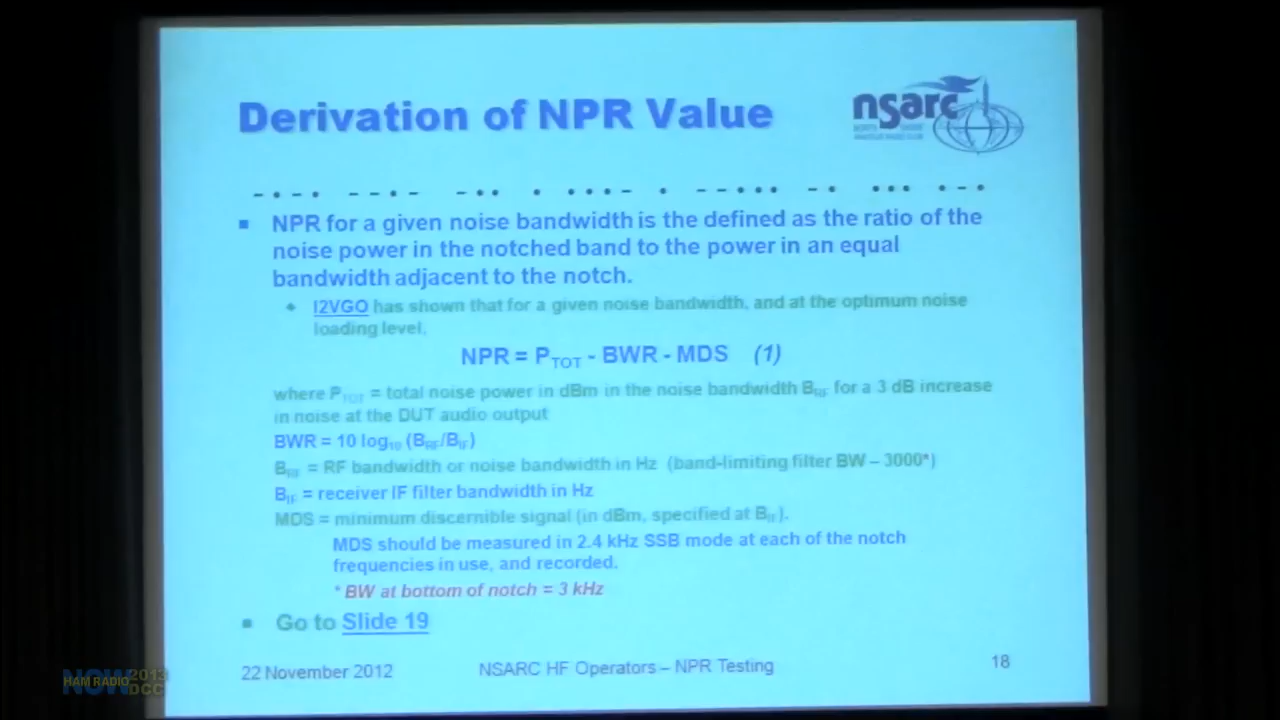 Derivation of NPR Value
nsarc
NPR for a given noise bandwidth is the defined as the ratio of the
noise power in the notched band to the power in an equal
bandwidth adjacent to the notch.
I2VGO has shown that for a given noise bandwidth, and at the optimum noise
loading level,
NPR = PTOT - BWR - MDS (1)
where PTOT = total noise power in dBm in the noise bandwidth BRF for a 3 dB increase
in noise at the DUT audio output
BWR = 10 log10 (BRF/BIF)
BRF = RF bandwidth or noise bandwidth in Hz (band-limiting filter BW – 3000*)
BIF = receiver IF filter bandwidth in Hz
MDS = minimum discernible signal (in dBm, specified at BIF).
MDS should be measured in 2.4 kHz SSB mode at each of the notch
frequencies in use, and recorded.
* BW at bottom of notch = 3 kHz
Go to Slide 19
22 November 2012
NSARC HF Operators – NPR Testing
18
HAM RADIO
NOW
2013
DCC